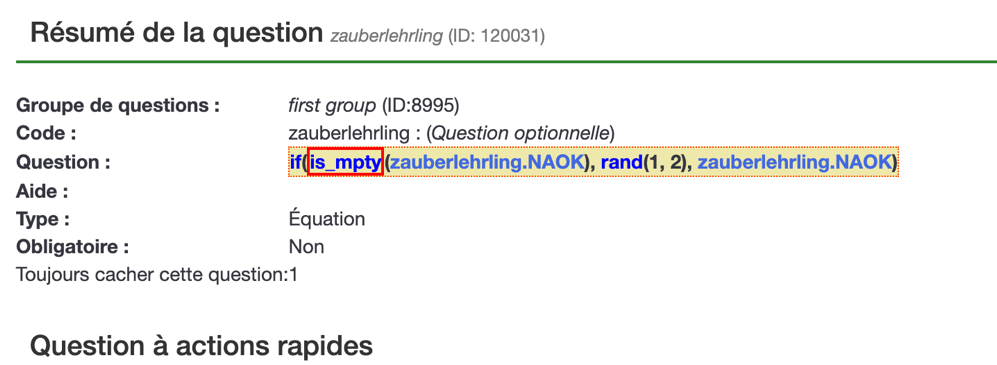 Résumé de la question zauberlehrling (ID: 120031)
Groupe de questions : first group (ID:8995)
Code : zauberlehrling : (Question optionnelle)
Question : if(is_mpty(zauberlehrling.NAOK), rand(1, 2), zauberlehrling.NAOK)
Aide :
Type : Équation
Obligatoire : Non
Toujours cacher cette question:1
Question à actions rapides